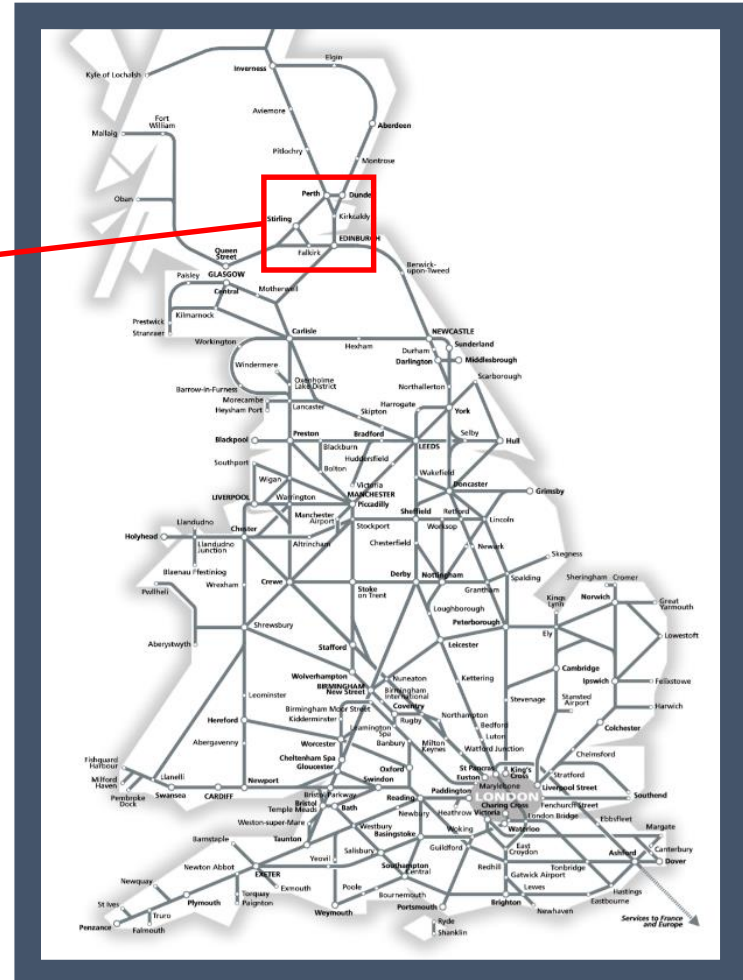 Elgin
Inverness
Kyle of Lochalsh
Aviemore
Fort
William
Aberdeen
Mallaig
Pitlochry
Montrose
Perth
Dunde
Oban
Stirling
Kirkcaldy
EDINBURGH
Queen
Street
Falkirk
Berwick-
upon-Tweed
Paisley
GLASGOW
Central
Motherwell
Prestwick
Stranraer
Kilmarnock
Carlisle
NEWCASTLE
Workington
Hexham
Sunderland
Durham
Darlington
Middlesbrough
Windermere
Scarborough
Oxenholme
Lake District
Barrow-in-Furness
Northallerton
Morecambe
Heysham Port
Lancaster
Harrogate
Skipton
York
Blackpool
Preston
Bradford
Selby
Hull
Blackburn
LEEDS
Huddersfield
Southport
Bolton
Wakefield
Wigan
Victoria
Doncaster
LIVERPOOL
Warrington
MANCHESTER
Piccadilly
Grimsby
Sheffield
Retford
Manchester
Airport
Lincoln
Llandudno
Stockport
Worksop
Holyhead
Chester
Llandudno
Junction
Altrincham
Chesterfield
Newark
Skegness
Blaenau Ffestiniog
Crewe
Derby
Nottingham
Pwllheli
Wrexham
Stoke
on Trent
Grantham
Spalding
Sheringham
Cromer
Kings
Lynn
Norwich
Great
Yarmouth
Loughborough
Shrewsbury
Peterborough
Ely
Aberystwyth
Stafford
Leicester
Lowestoft
Wolverhampton
Cambridge
BIRMINGHAM
New Street
Nuneaton
Kettering
Ipswich
Felixstowe
Birmingham
International
Leominster
Birmingham Moor Street
Coventry
Stevenage
Stansted
Airport
Harwich
Kidderminster
Rugby
Northampton
Hereford
Leamington
Spa
Bedford
Colchester
Worcester
Banbury
Milton
Keynes
Luton
Abergavenny
Watford Junction
Chelmsford
Fishguard
Harbour
Cheltenham Spa
Gloucester
Oxford
St Pancras
Euston
King's
Cross
Stratford
Milford
Haven
Llanelli
Newport
Swindon
Marylebone
Liverpool Street
Pembroke
Dock
Swansea
CARDIFF
Bristol Parkway
Reading
Paddington
LONDON
Southend
Bristol
Temple Meads
Bath
Charing Cross
Fenchurch Street
Newbury
Heathrow
Victoria
London Bridge
Ebbsfleet
Weston-super-Mare
Westbury
Waterloo
Margate
Barnstaple
Taunton
Basingstoke
Woking
East
Croydon
Canterbury
Salisbury
Guildford
Ashford
Yeovil
Dover
Newton Abbot
Southampton
Central
Redhill
Tonbridge
EXETER
Gatwick Airport
Newquay
Exmouth
Poole
Lewes
Hastings
Torquay
Paignton
Bournemouth
Eastbourne
St Ives
Plymouth
Brighton
Newhaven
Truro
Weymouth
Portsmouth
Penzance
Falmouth
Ryde
Shanklin
Services to France
and Europe